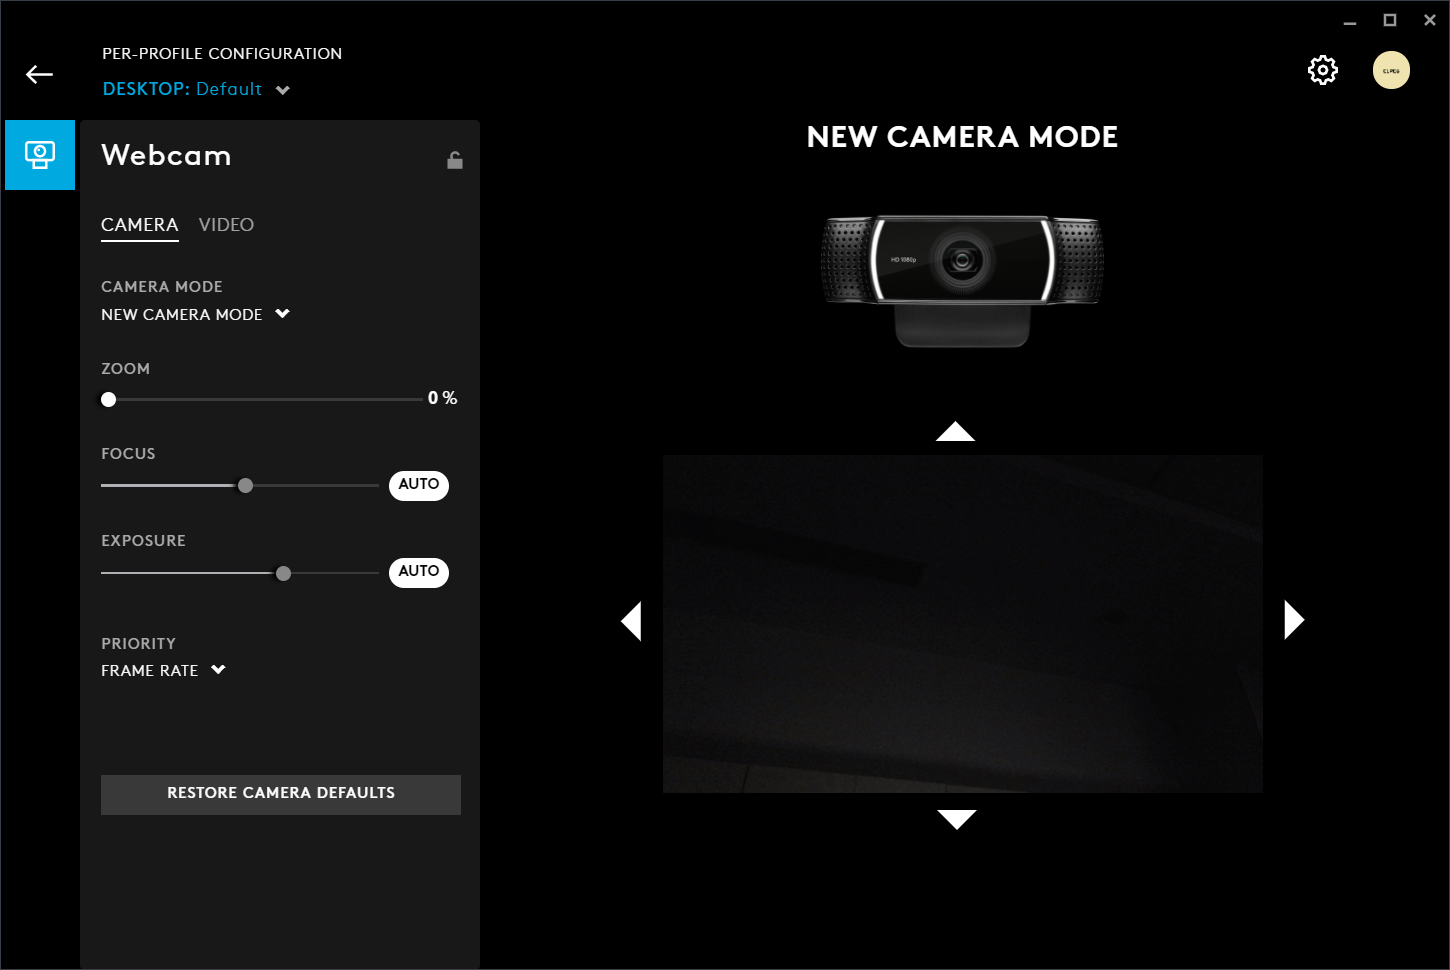 PER-PROFILE CONFIGURATION
DESKTOP: Default
Webcam
CAMERA VIDEO
CAMERA MODE
NEW CAMERA MODE
ZOOM
0 %
FOCUS
AUTO
EXPOSURE
AUTO
PRIORITY
FRAME RATE
RESTORE CAMERA DEFAULTS
NEW CAMERA MODE
HD 1080p